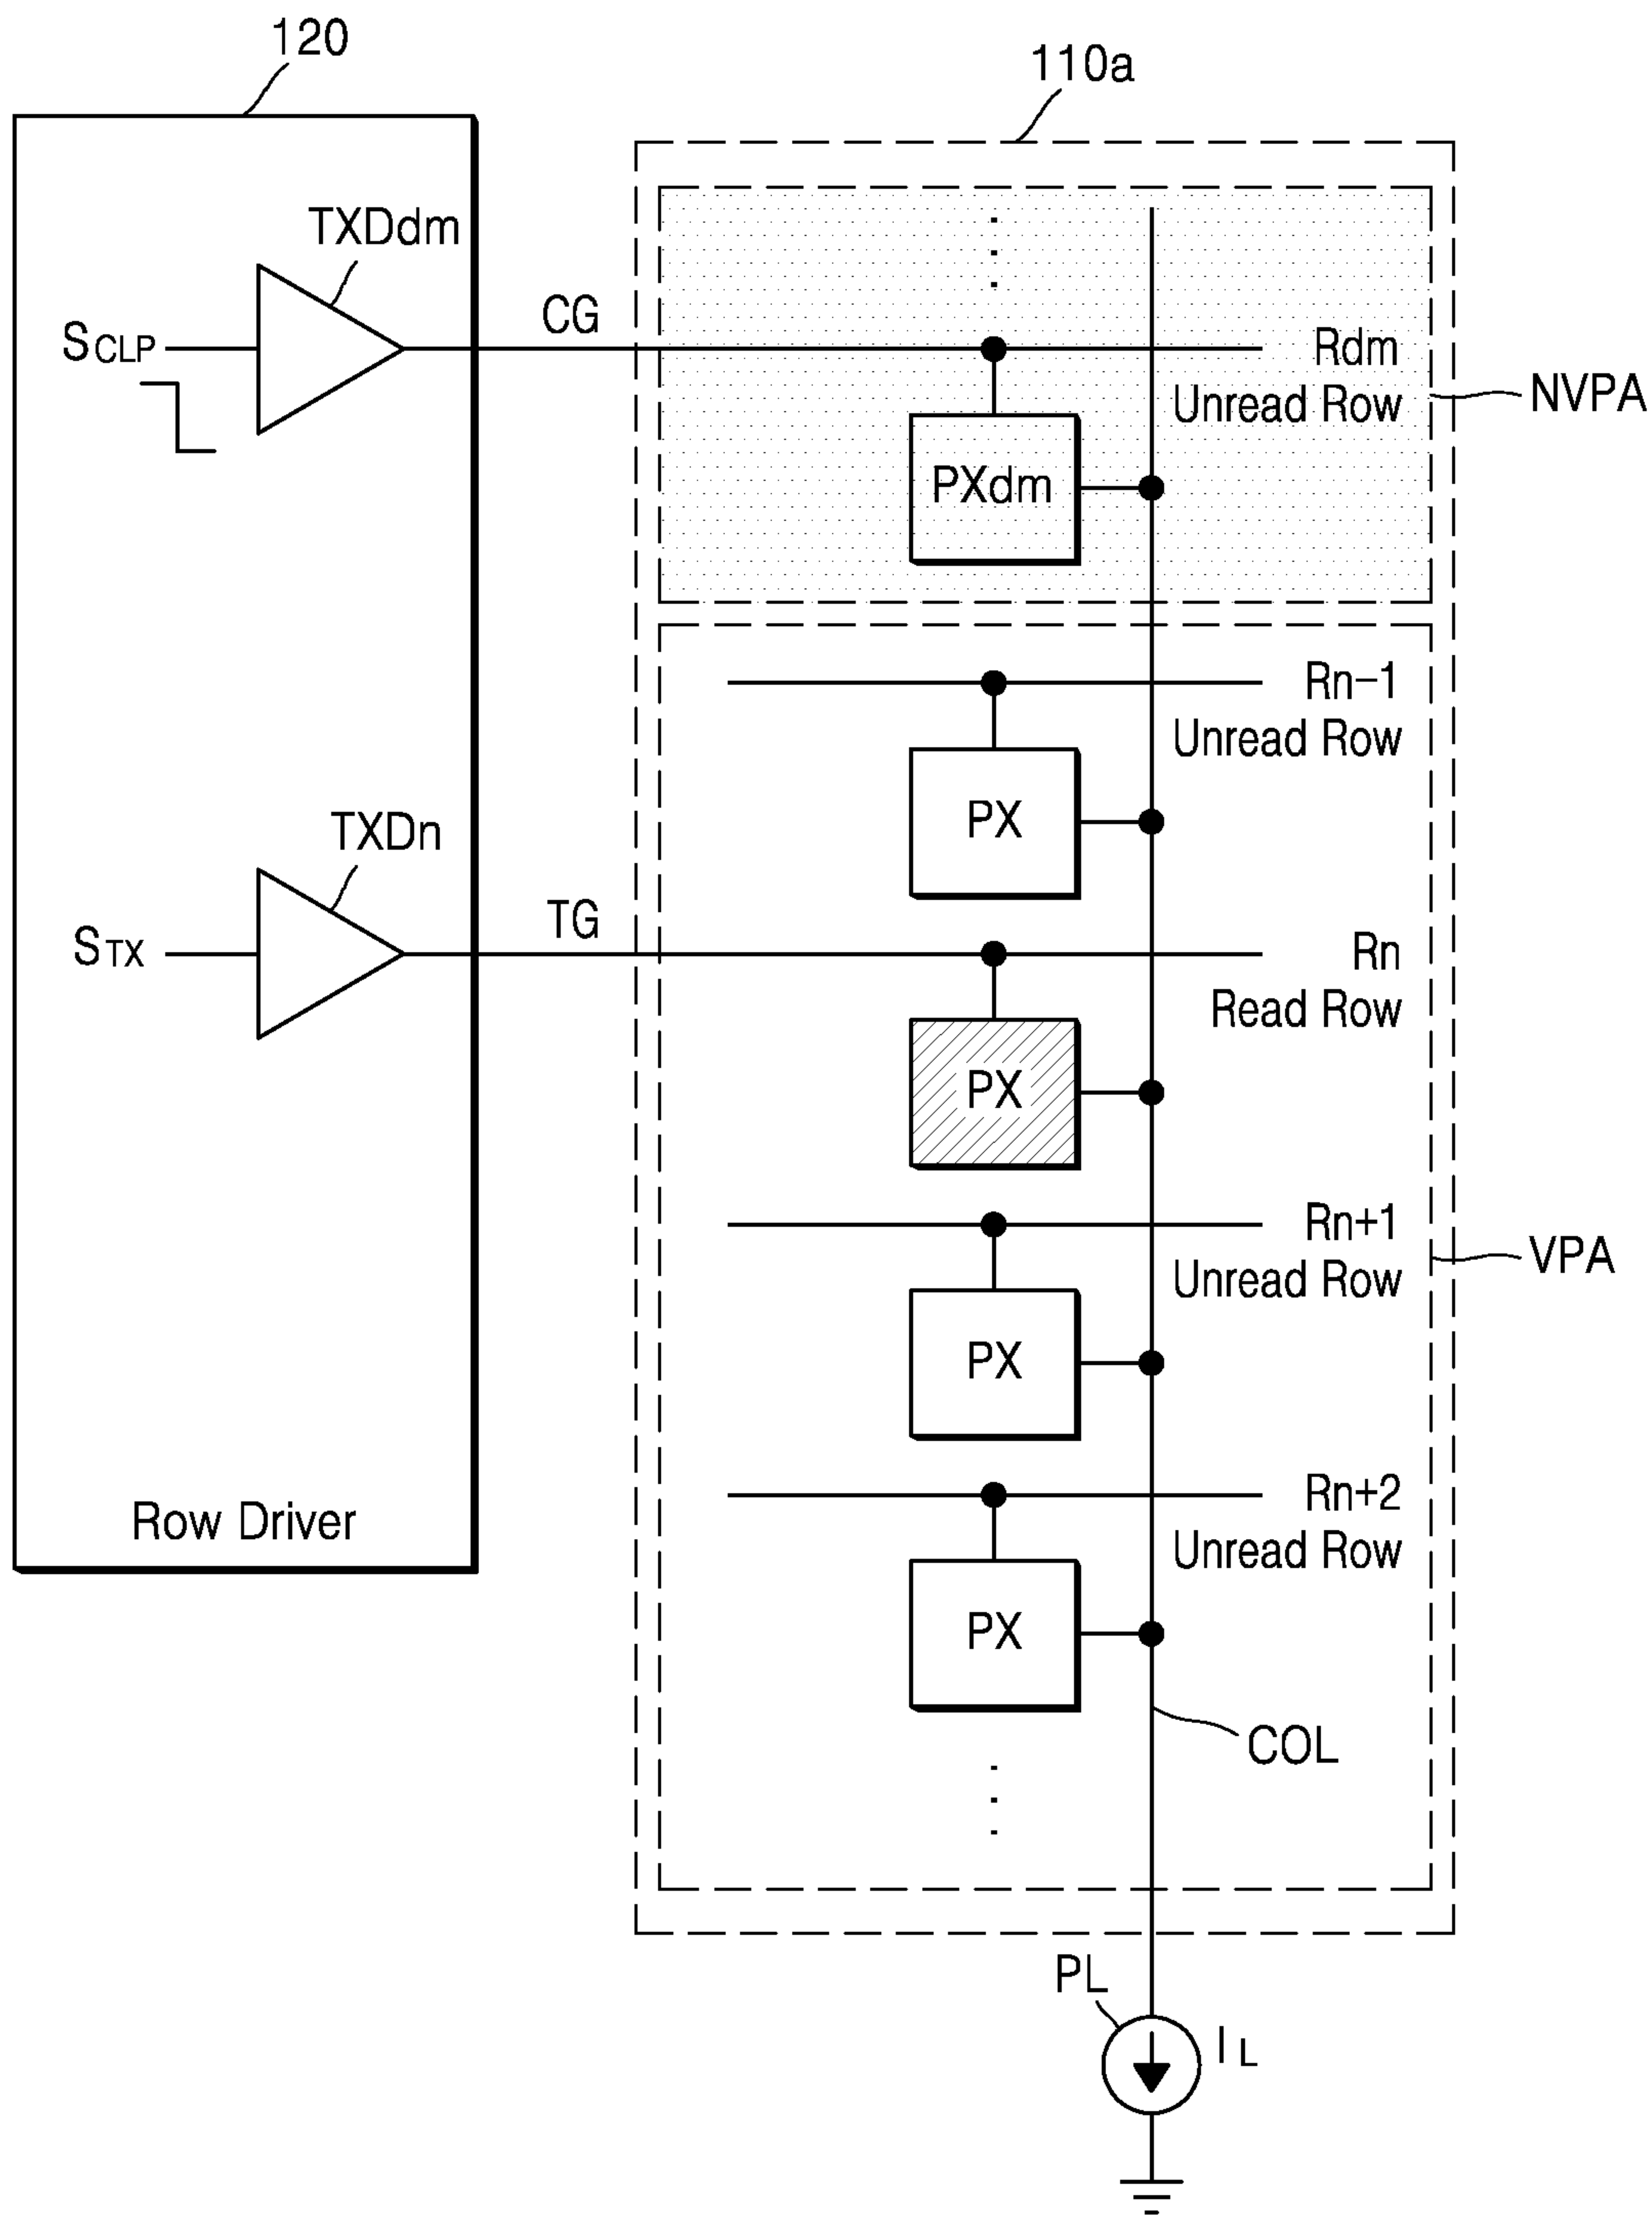 120
110a
TXDdm
SCLP
CG
Rdm
Unread Row
NVPA
PXdm
Rn-1
Unread Row
PX
TXDn
STX
TG
Rn
Read Row
PX
Rn+1
Unread Row
VPA
PX
Rn+2
Unread Row
Row Driver
PX
COL
PL
IL